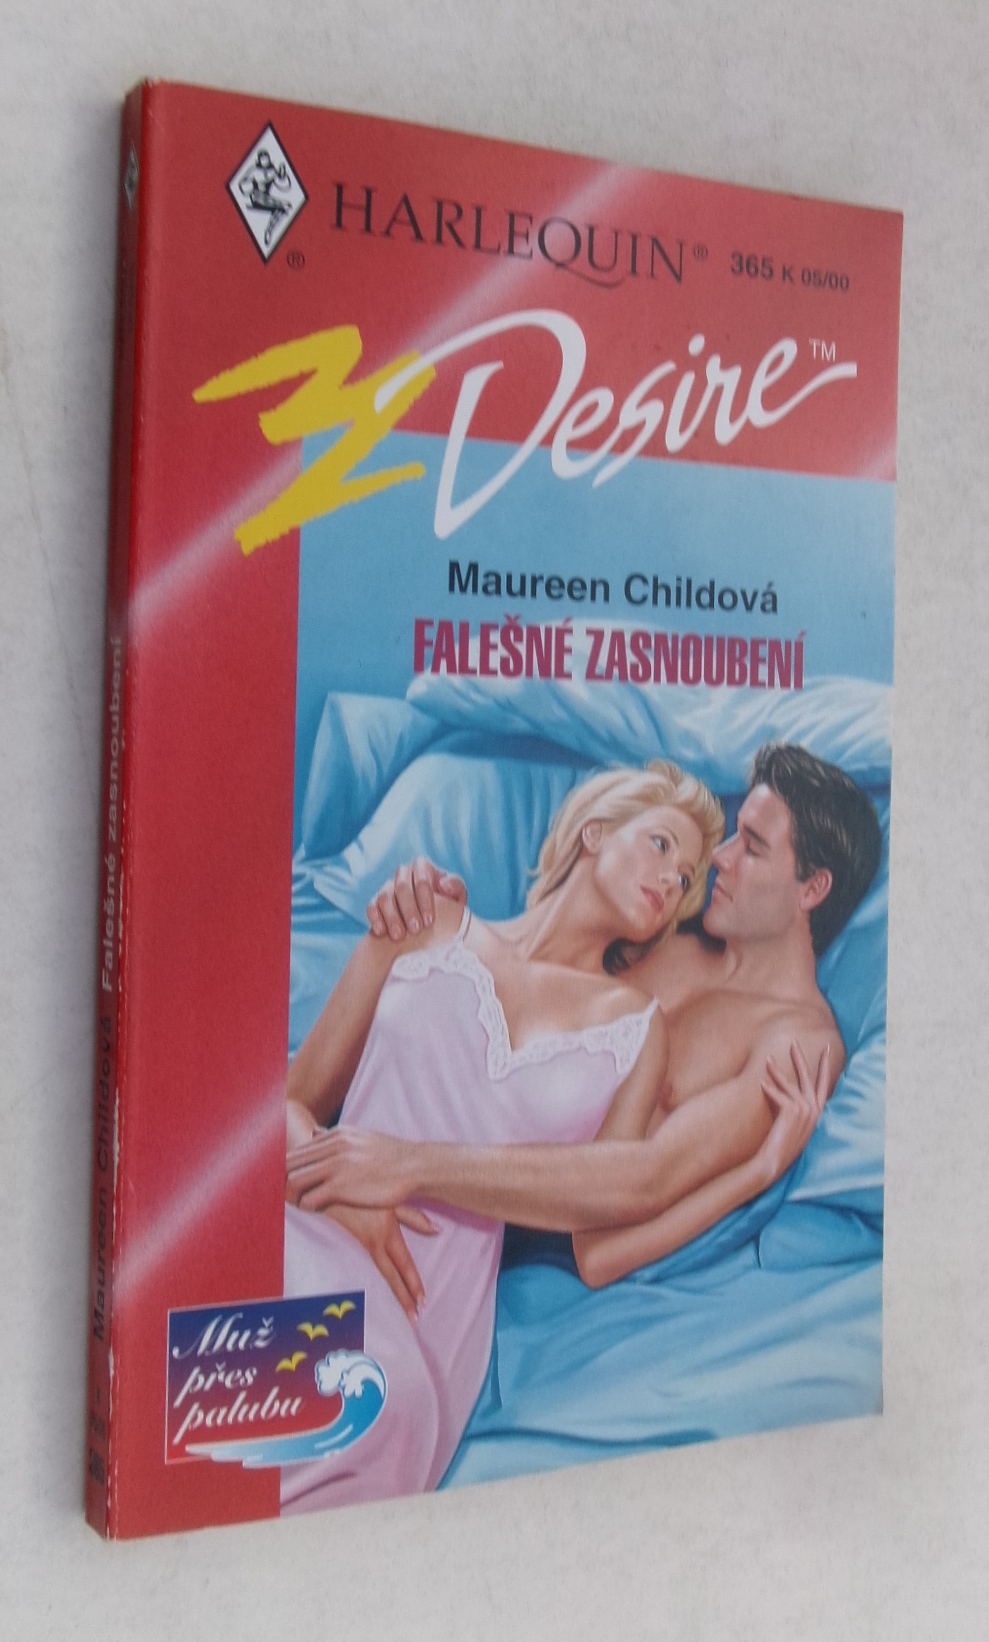 HARLEQUIN® 365 K 05/00
®
Desire™
Maureen Childová
FALEŠNÉ ZASNOUBENÍ
Muž
přes
palubu
Maureen Childová Falešné zasnoubení